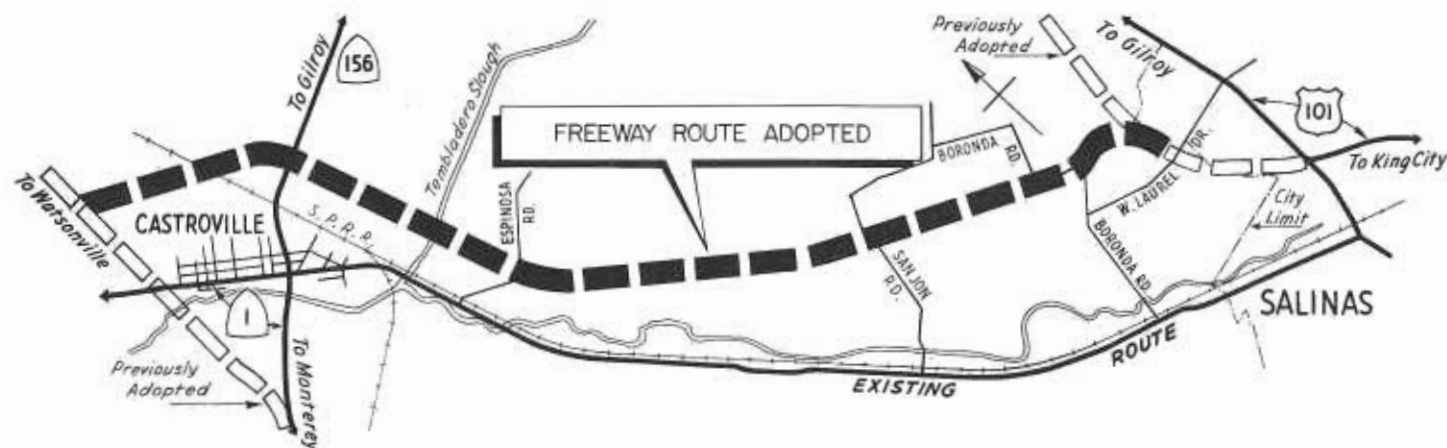 To Gilroy
156
Tembladero Slough
FREEWAY ROUTE ADOPTED
Previously
Adopted
To Gilroy
101
To King City
BORONDA
RD.
W. LAUREL DR.
City
Limit
BORONDA RD.
SAN JON
RD.
ESPINOSA
RD.
To Watsonville
CASTROVILLE
S.P.R.R.
1
Previously
Adopted
To Monterey
EXISTING
ROUTE
SALINAS